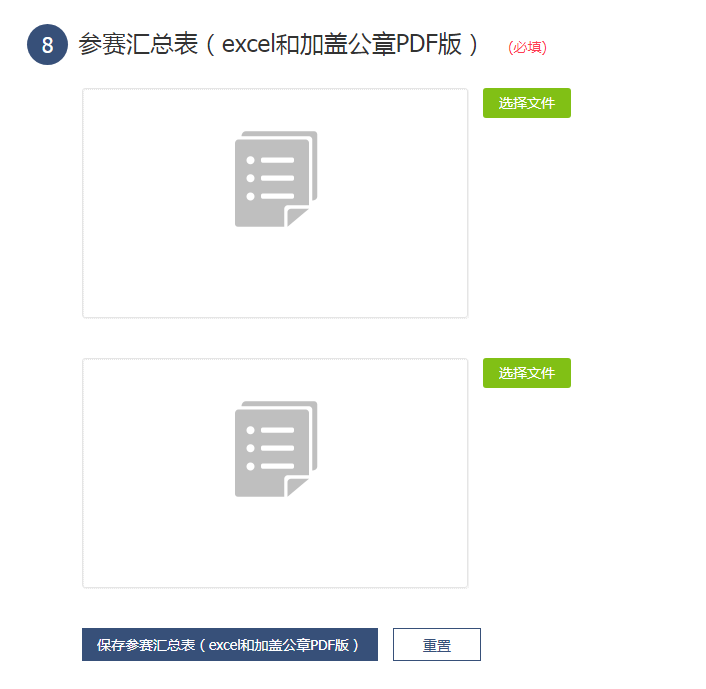 8 参赛汇总表（excel和加盖公章PDF版） (必填)
选择文件
选择文件
保存参赛汇总表（excel和加盖公章PDF版） 重置